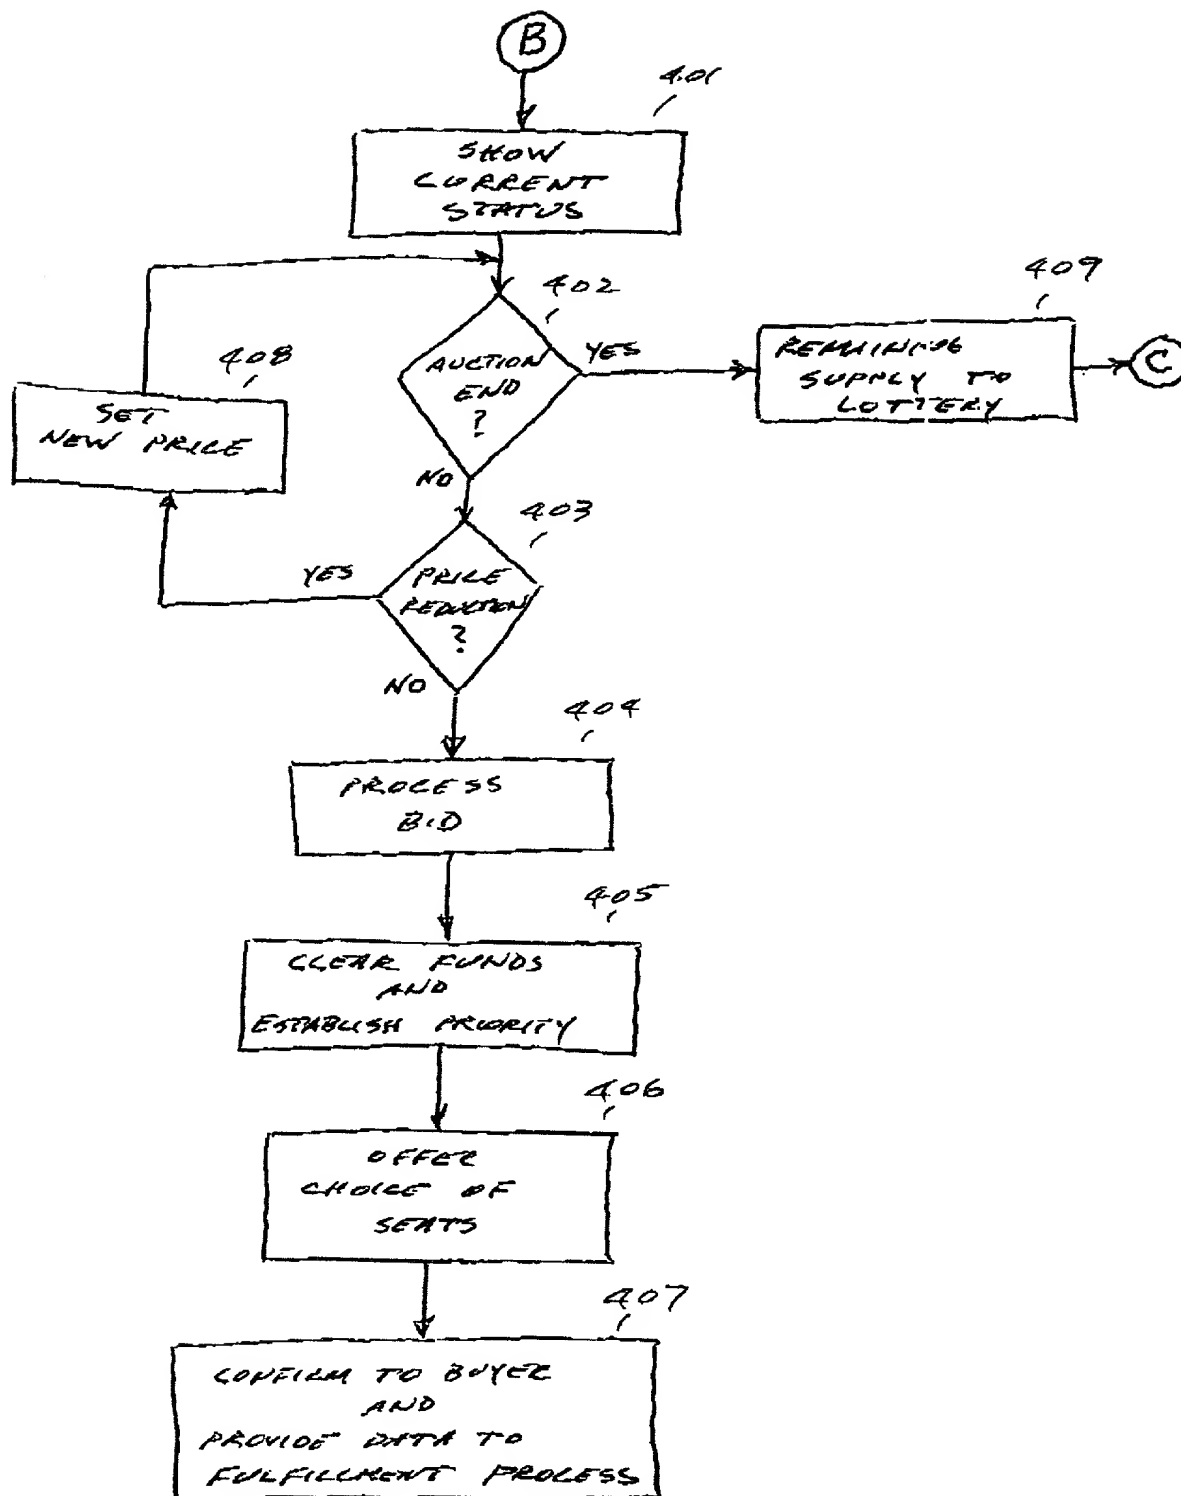 B
401
SHOW
CURRENT
STATUS
402
AUCTION
END
?
YES
NO
409
REMAINING
SUPPLY TO
LOTTERY
C
408
SET
NEW PRICE
403
PRICE
REDUCTION
?
YES
NO
404
PROCESS
BID
405
CLEAR FUNDS
AND
ESTABLISH PRIORITY
406
OFFER
CHOICE OF
SEATS
407
CONFIRM TO BUYER
AND
PROVIDE DATA TO
FULFILLMENT PROCESS